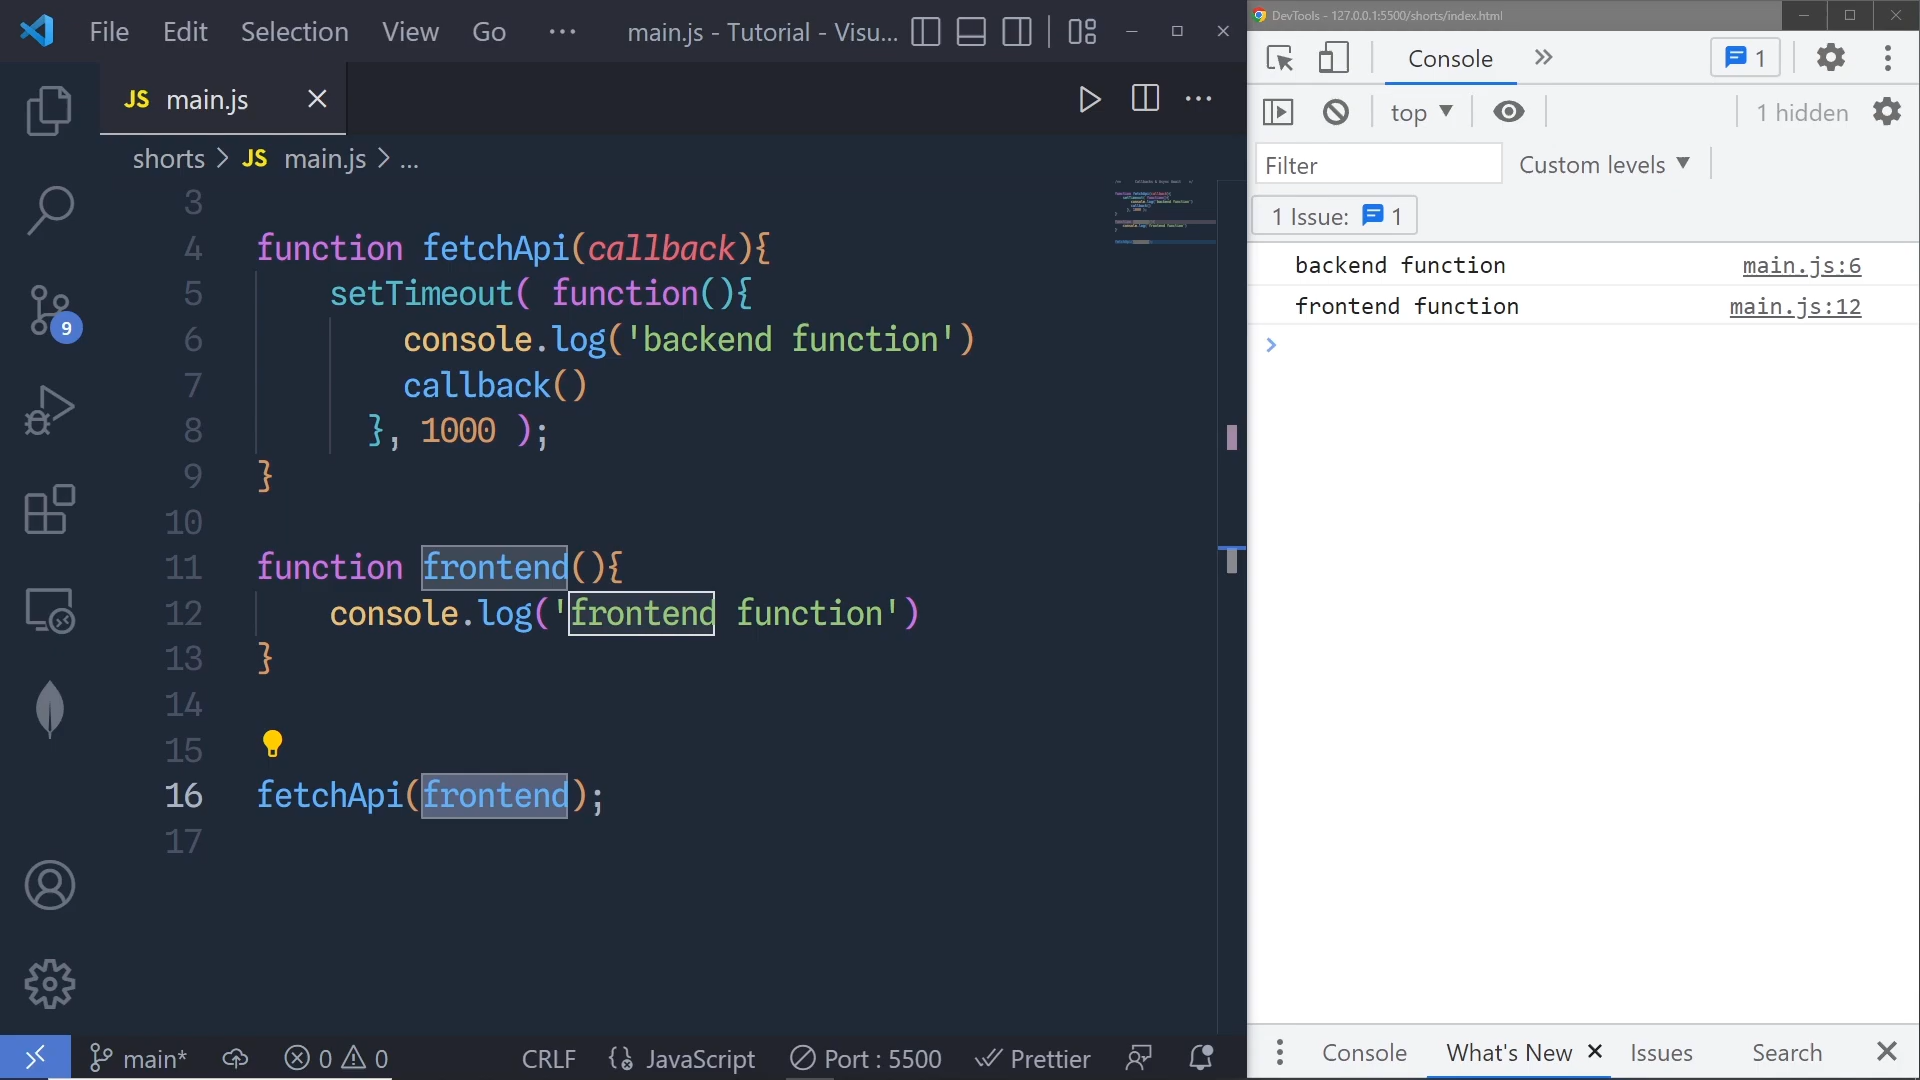 File Edit Selection View Go ··· main.js - Tutorial - Visu...
JS main.js
shorts > JS main.js > ...
3
4 function fetchApi(callback){
5 setTimeout( function(){
6 console.log('backend function')
7 callback()
8 }, 1000 );
9 }
10
11 function frontend(){
12 console.log('frontend function')
13 }
14
15
16 fetchApi(frontend);
17
9
main* 0 0 CRLF {} JavaScript Port : 5500 Prettier
DevTools - 127.0.0.1:5500/shorts/index.html
Console » 1
top 1 hidden
Filter Custom levels
1 Issue: 1
backend function main.js:6
frontend function main.js:12
>
Console What's New Issues Search